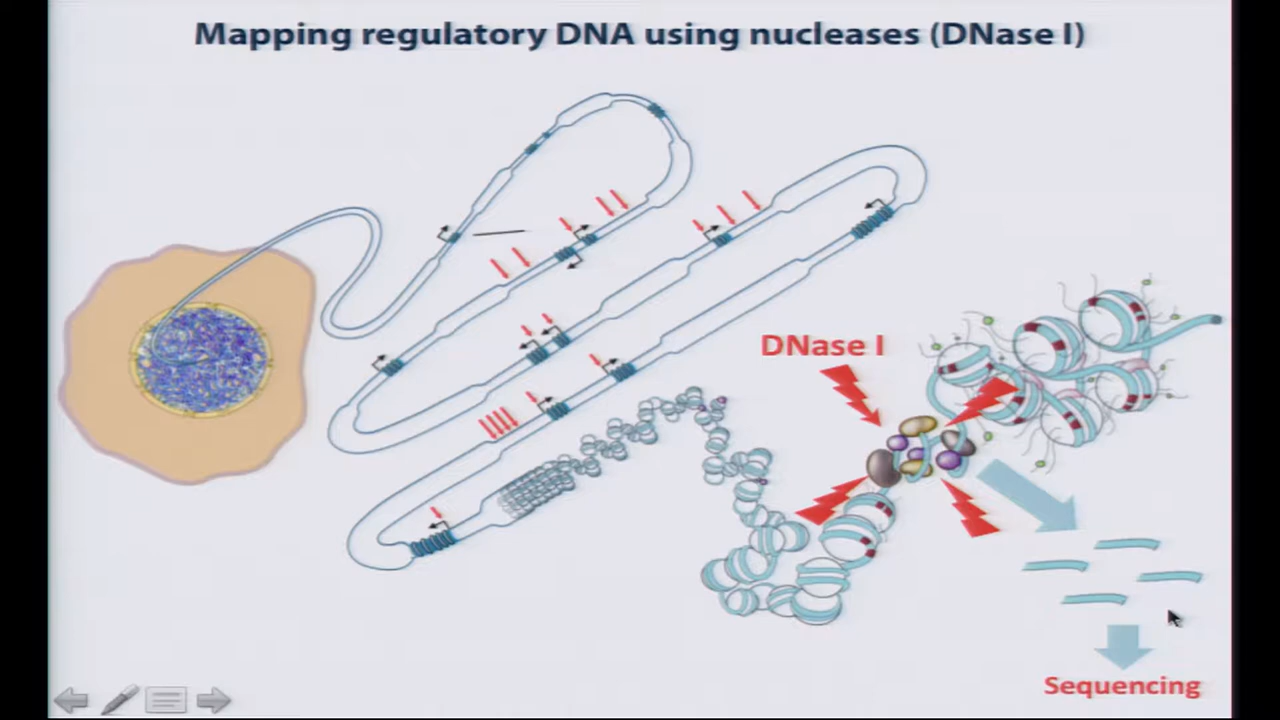 Mapping regulatory DNA using nucleases (DNase I)
DNase I
Sequencing